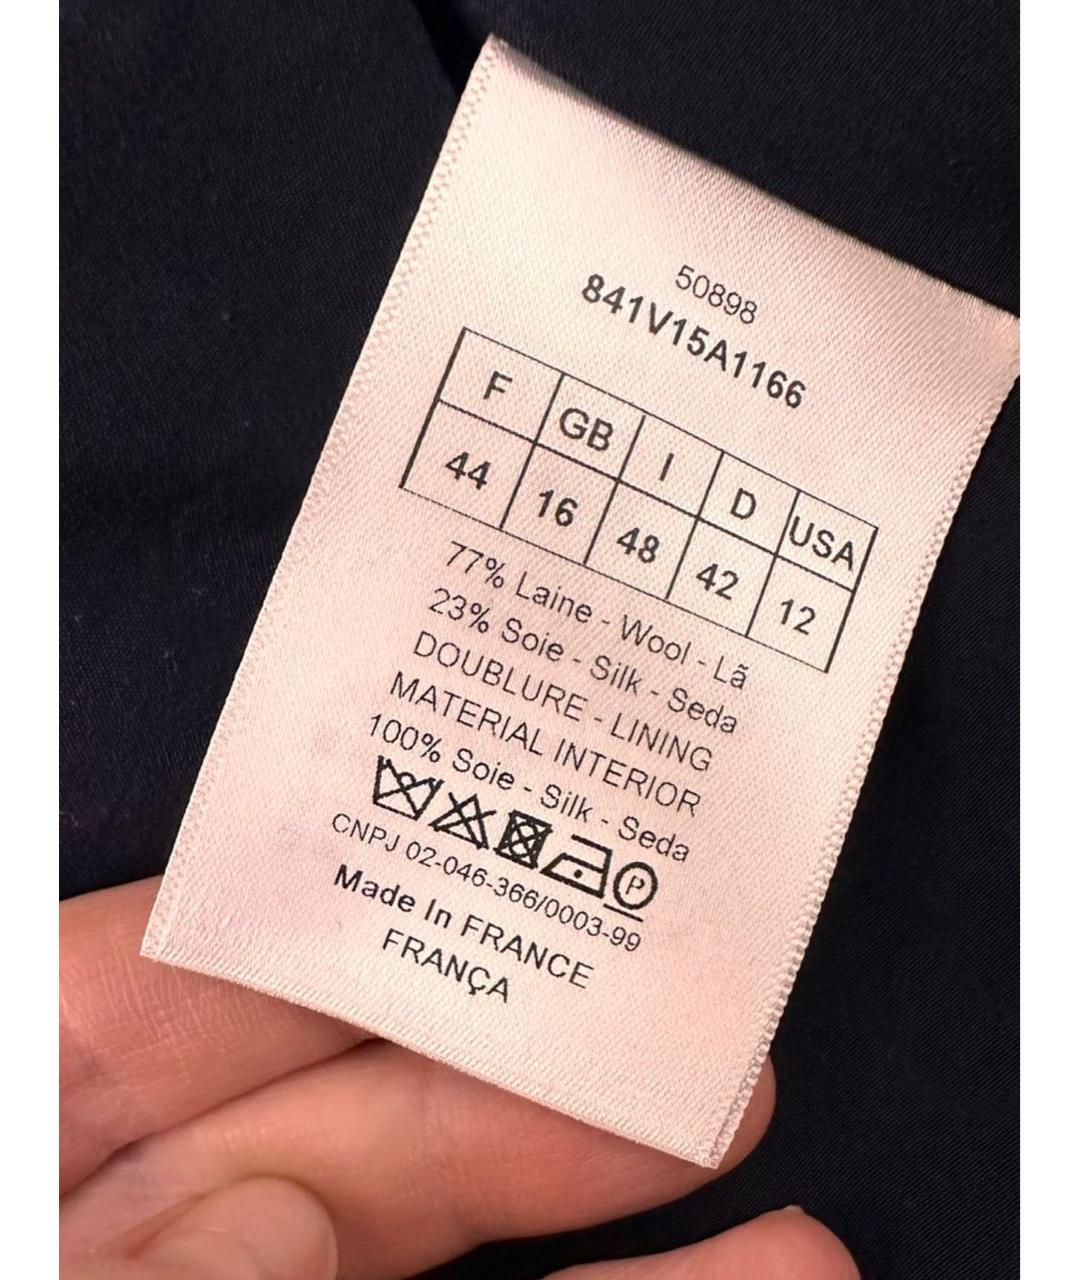 50898
841V15A1166
F GB I D USA
44 16 48 42 12
77% Laine - Wool - Lã
23% Soie - Silk - Seda
DOUBLURE - LINING
MATERIAL INTERIOR
100% Soie - Silk - Seda
P
CNPJ 02-046-366/0003-99
Made In FRANCE
FRANÇA